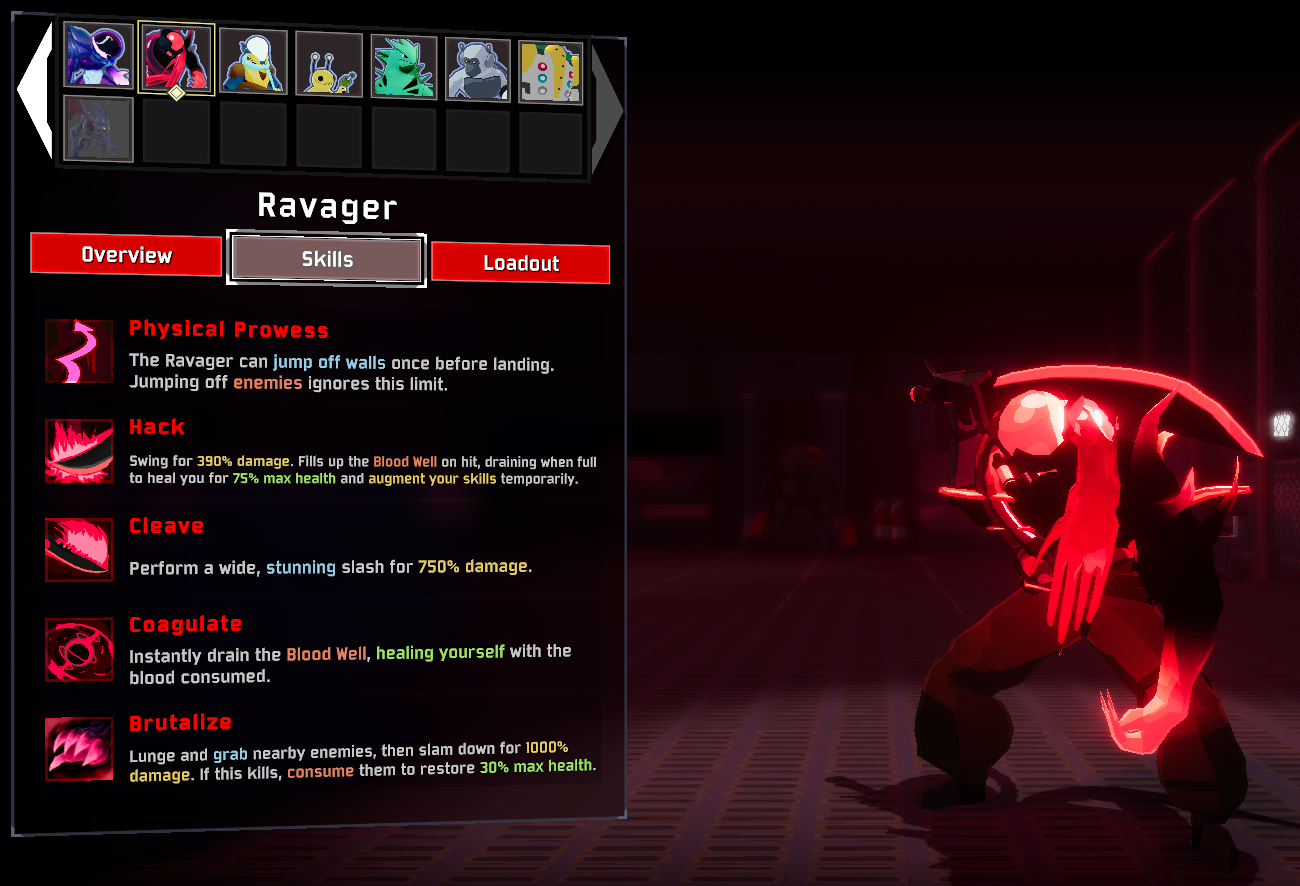 Ravager
Overview
Skills
Loadout
Physical Prowess
The Ravager can jump off walls once before landing.
Jumping off enemies ignores this limit.
Hack
Swing for 390% damage. Fills up the Blood Well on hit, draining when full
to heal you for 75% max health and augment your skills temporarily.
Cleave
Perform a wide, stunning slash for 750% damage.
Coagulate
Instantly drain the Blood Well, healing yourself with the
blood consumed.
Brutalize
Lunge and grab nearby enemies, then slam down for 1000%
damage. If this kills, consume them to restore 30% max health.